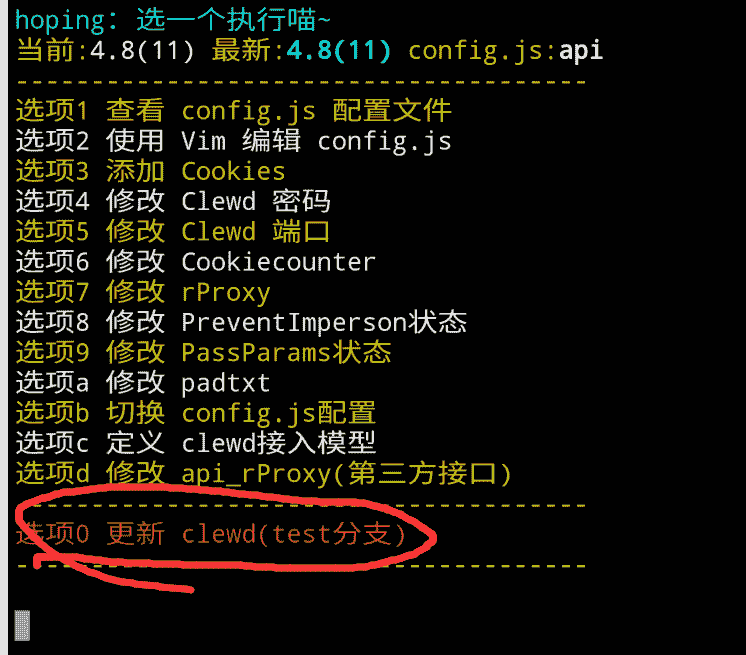 hoping: 选一个执行喵~
当前:4.8(11) 最新:4.8(11) config.js:api
--------------------------------------
选项1 查看 config.js 配置文件
选项2 使用 Vim 编辑 config.js
选项3 添加 Cookies
选项4 修改 Clewd 密码
选项5 修改 Clewd 端口
选项6 修改 Cookiecounter
选项7 修改 rProxy
选项8 修改 PreventImperson状态
选项9 修改 PassParams状态
选项a 修改 padtxt
选项b 切换 config.js配置
选项c 定义 clewd接入模型
选项d 修改 api_rProxy(第三方接口)
--------------------------------------
选项0 更新 clewd(test分支)
--------------------------------------